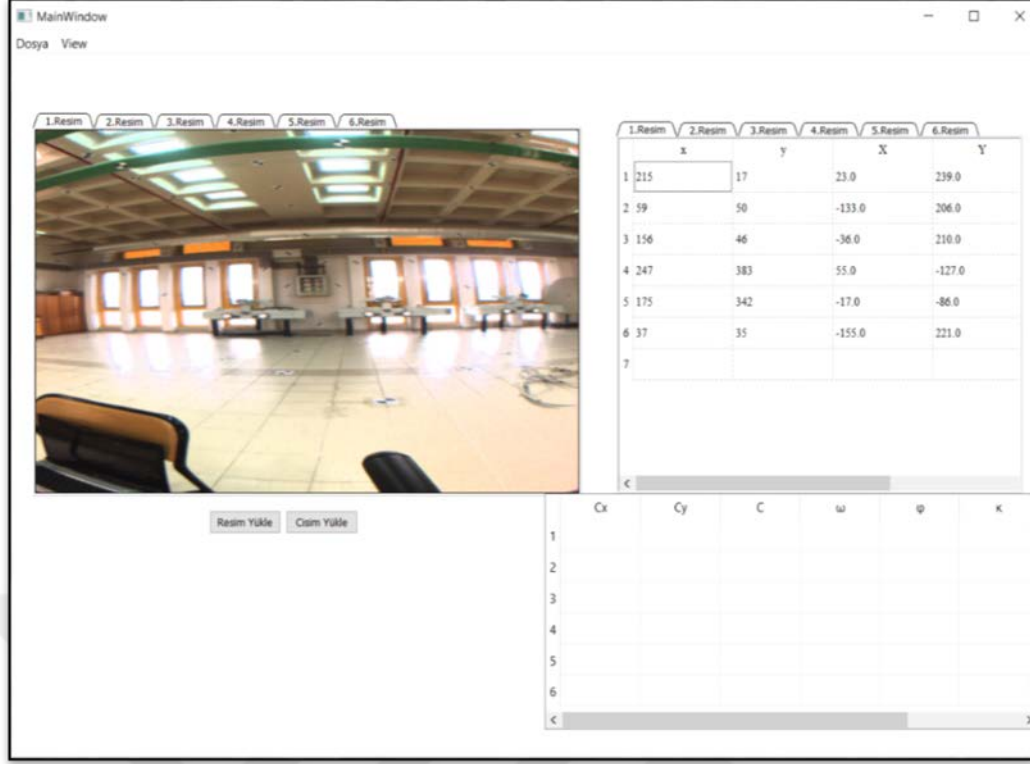 MainWindow
Dosya View
1.Resim 2.Resim 3.Resim 4.Resim 5.Resim 6.Resim
1.Resim 2.Resim 3.Resim 4.Resim 5.Resim 6.Resim
x y X Y
1 215 17 23.0 239.0
2 59 50 -133.0 206.0
3 156 46 -36.0 210.0
4 247 383 55.0 -127.0
5 175 342 -17.0 -86.0
6 37 35 -155.0 221.0
7
Resim Yükle Cisim Yükle
Cx Cy C ω φ κ
1
2
3
4
5
6